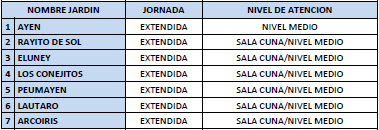 NOMBRE JARDIN JORNADA NIVEL DE ATENCION
1 AYEN EXTENDIDA NIVEL MEDIO
2 RAYITO DE SOL EXTENDIDA SALA CUNA/NIVEL MEDIO
3 ELUNEY EXTENDIDA SALA CUNA/NIVEL MEDIO
4 LOS CONEJITOS EXTENDIDA SALA CUNA/NIVEL MEDIO
5 PEUMAYEN EXTENDIDA SALA CUNA/NIVEL MEDIO
6 LAUTARO EXTENDIDA SALA CUNA/NIVEL MEDIO
7 ARCOIRIS EXTENDIDA SALA CUNA/NIVEL MEDIO